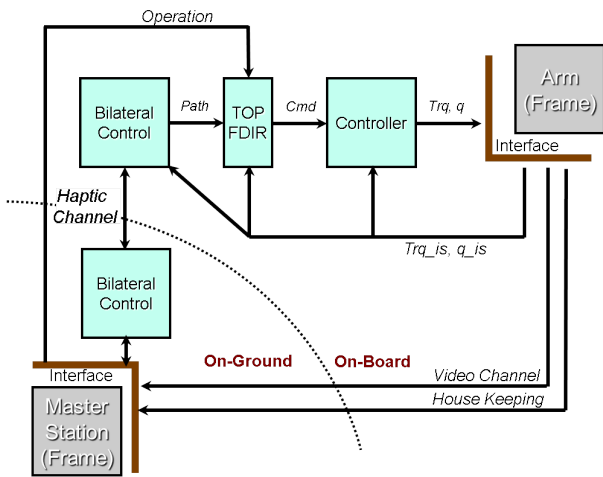 Operation
Bilateral
Control
Path
TOP
FDIR
Cmd
Controller
Trq, q
Arm
(Frame)
Interface
Haptic
Channel
Trq_is, q_is
Bilateral
Control
On-Ground
On-Board
Interface
Video Channel
House Keeping
Master
Station
(Frame)